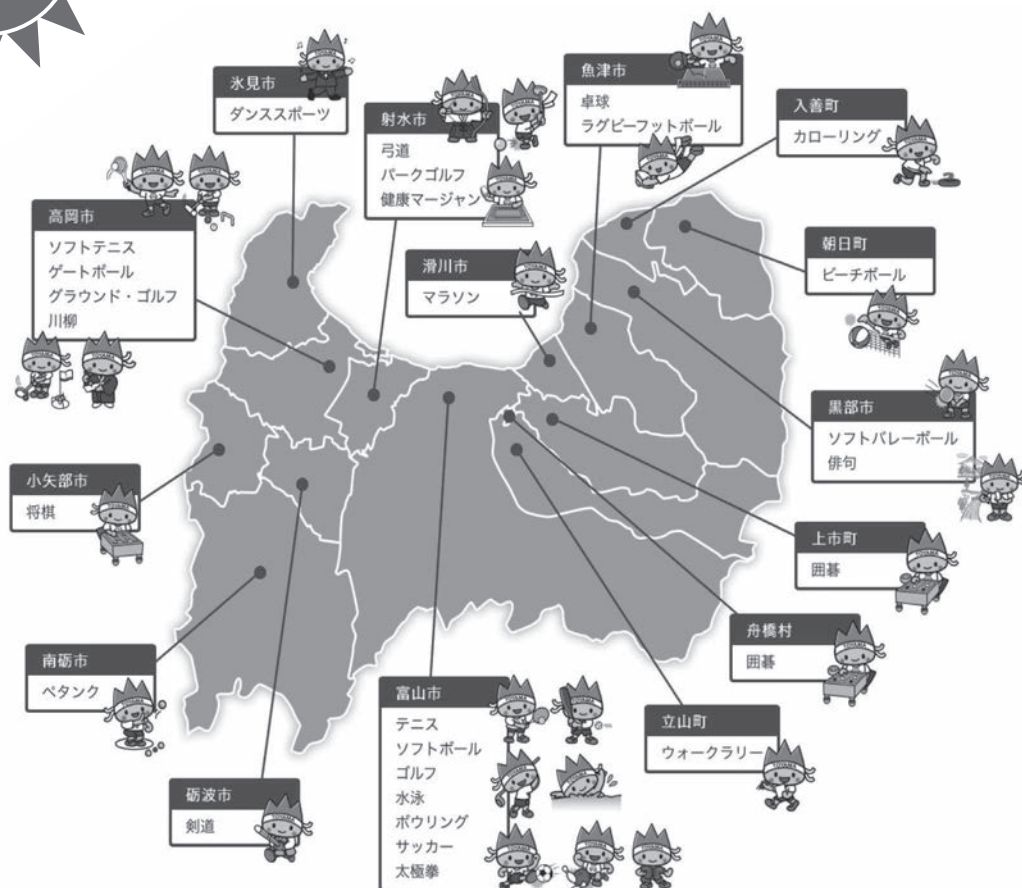 氷見市
ダンススポーツ
射水市
弓道
パークゴルフ
健康マージャン
魚津市
卓球
ラグビーフットボール
入善町
カローリング
高岡市
ソフトテニス
ゲートボール
グラウンド・ゴルフ
川柳
滑川市
マラソン
朝日町
ビーチボール
黒部市
ソフトバレーボール
俳句
小矢部市
将棋
上市町
囲碁
舟橋村
囲碁
南砺市
ペタンク
富山市
テニス
ソフトボール
ゴルフ
水泳
ボウリング
サッカー
太極拳
立山町
ウォークラリー
砺波市
剣道